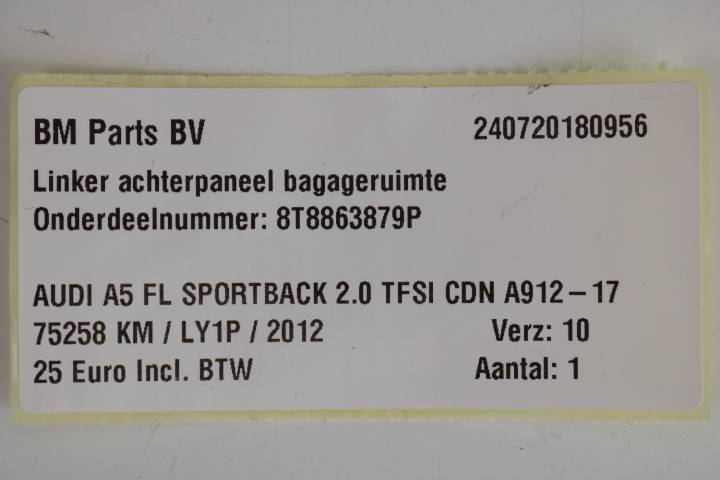 BM Parts BV 240720180956
Linker achterpaneel bagageruimte
Onderdeelnummer: 8T8863879P
AUDI A5 FL SPORTBACK 2.0 TFSI CDN A912-17
75258 KM / LY1P / 2012 Verz: 10
25 Euro Incl. BTW Aantal: 1